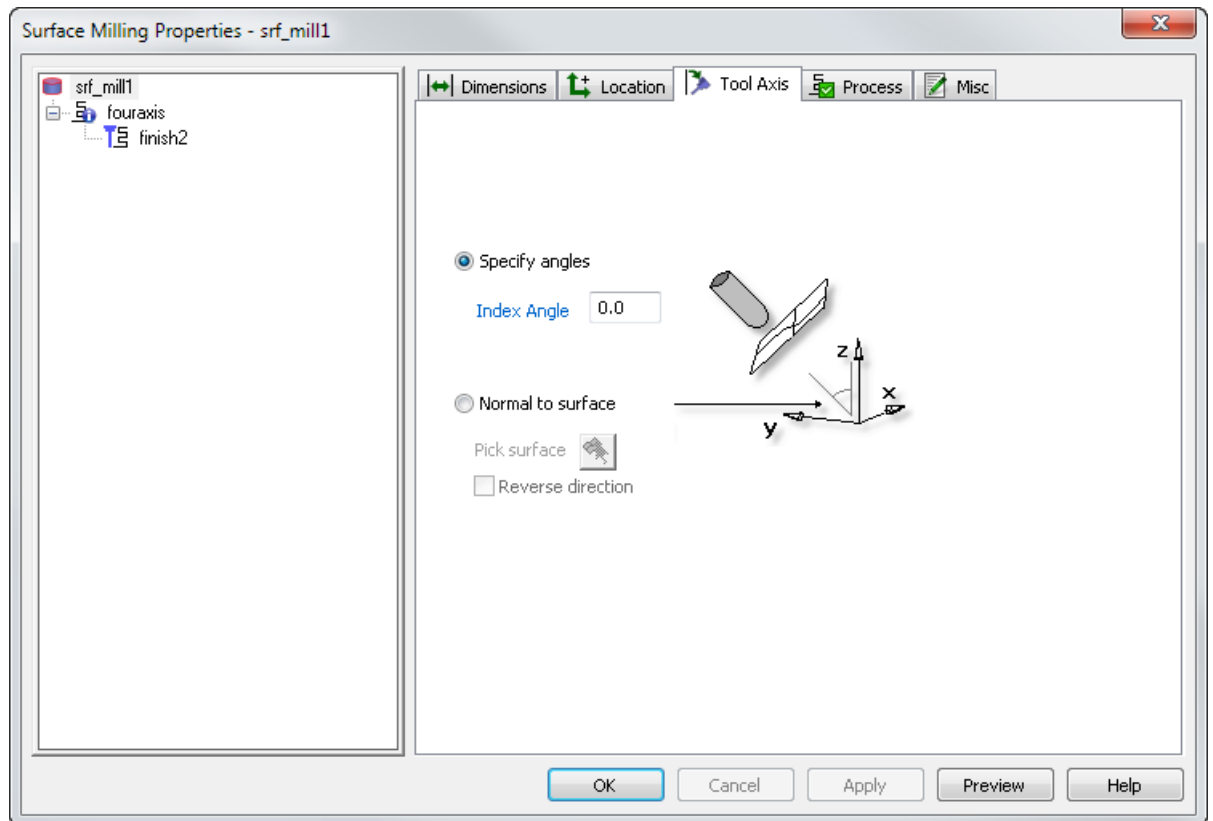 Surface Milling Properties - srf_mill1
srf_mill1
fouraxis
finish2
Dimensions Location Tool Axis Process Misc
Specify angles
Index Angle 0.0
z
x
Normal to surface
y
Pick surface
Reverse direction
OK Cancel Apply Preview Help